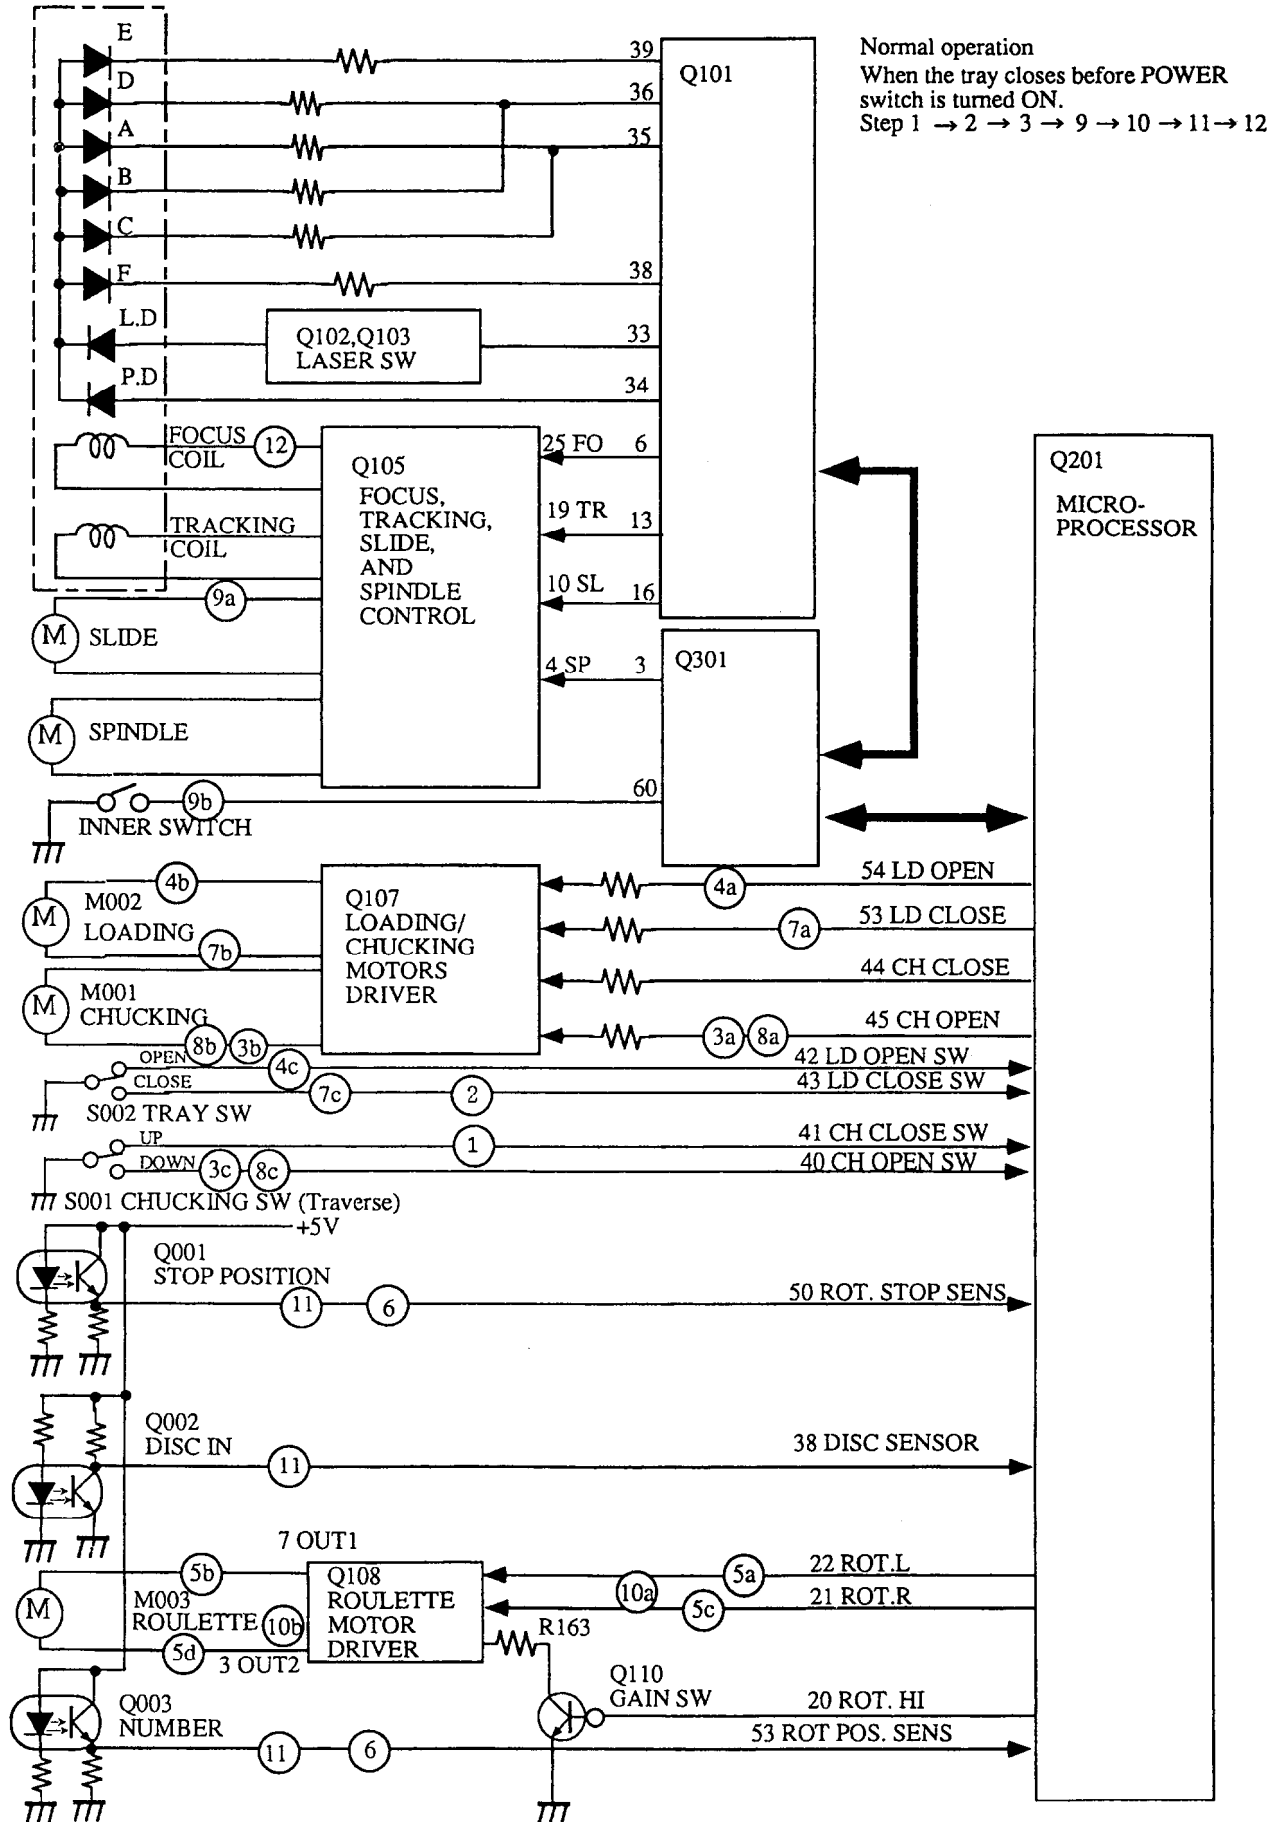 E
D
A
B
C
F
L.D
P.D
39
36
35
38
33
34
Q101
Normal operation
When the tray closes before POWER
switch is turned ON.
Step 1 → 2 → 3 → 9 → 10 → 11→ 12
Q102,Q103
LASER SW
FOCUS
COIL
12
TRACKING
COIL
9a
M
SLIDE
M
SPINDLE
9b
INNER SWITCH
Q105
FOCUS,
TRACKING,
SLIDE,
AND
SPINDLE
CONTROL
25 FO 6
19 TR 13
10 SL 16
4 SP 3
60
Q301
Q201
MICRO-
PROCESSOR
4b
M
M002
LOADING
7b
M
M001
CHUCKING
8b
3b
Q107
LOADING/
CHUCKING
MOTORS
DRIVER
4a
54 LD OPEN
7a
53 LD CLOSE
44 CH CLOSE
3a
8a
45 CH OPEN
OPEN
4c
42 LD OPEN SW
CLOSE
7c
2
43 LD CLOSE SW
S002 TRAY SW
UP
1
41 CH CLOSE SW
DOWN
3c
8c
40 CH OPEN SW
S001 CHUCKING SW (Traverse)
+5V
Q001
STOP POSITION
11
6
50 ROT. STOP SENS
Q002
DISC IN
11
38 DISC SENSOR
7 OUT1
5b
M
M003
ROULETTE
10b
5d
3 OUT2
Q108
ROULETTE
MOTOR
DRIVER
5a
22 ROT.L
10a
5c
21 ROT.R
R163
Q110
GAIN SW
20 ROT. HI
Q003
NUMBER
11
6
53 ROT POS. SENS